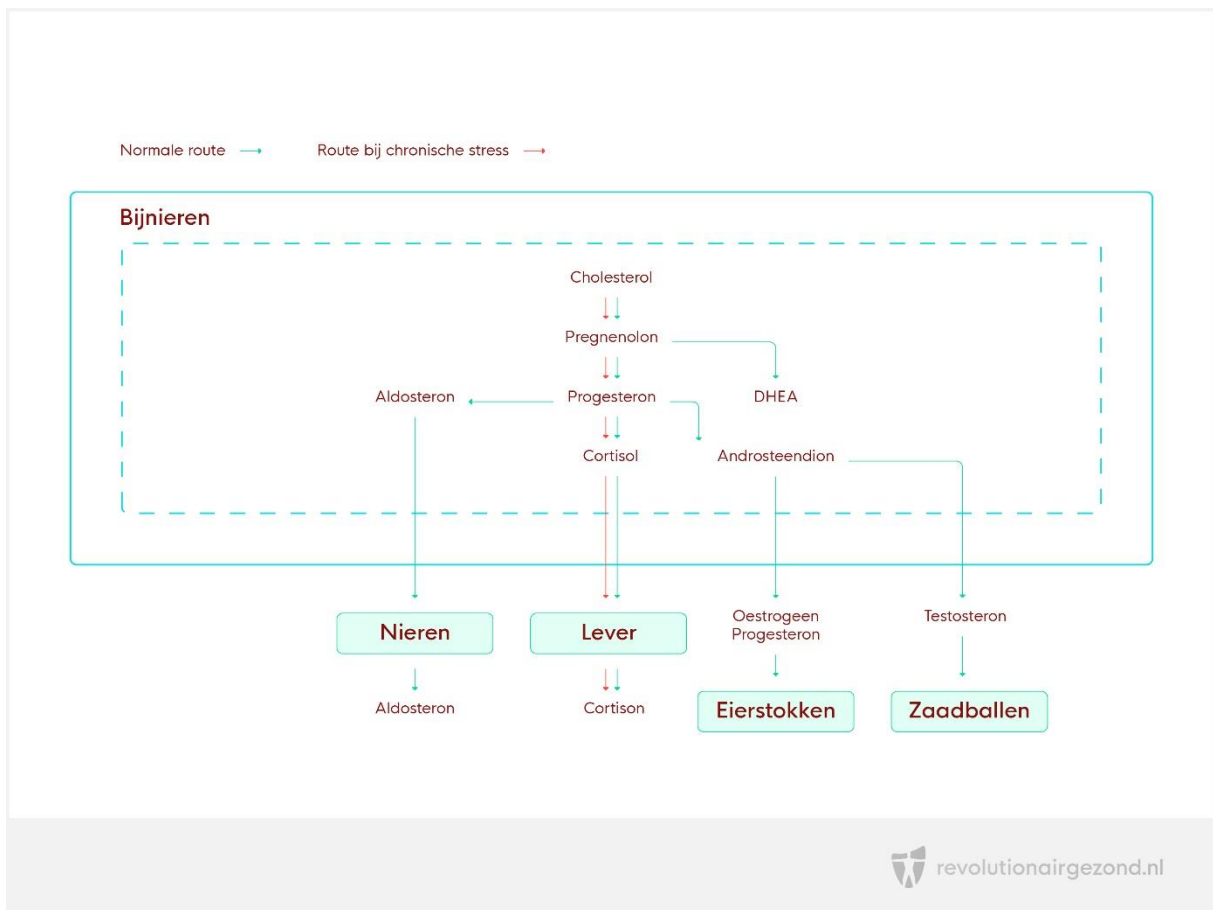 Normale route
Route bij chronische stress
Bijnieren
Cholesterol
Pregnenolon
Aldosteron
Progesteron
DHEA
Cortisol
Androsteendion
Nieren
Lever
Oestrogeen
Progesteron
Testosteron
Aldosteron
Cortison
Eierstokken
Zaadballen
revolutionairgezond.nl